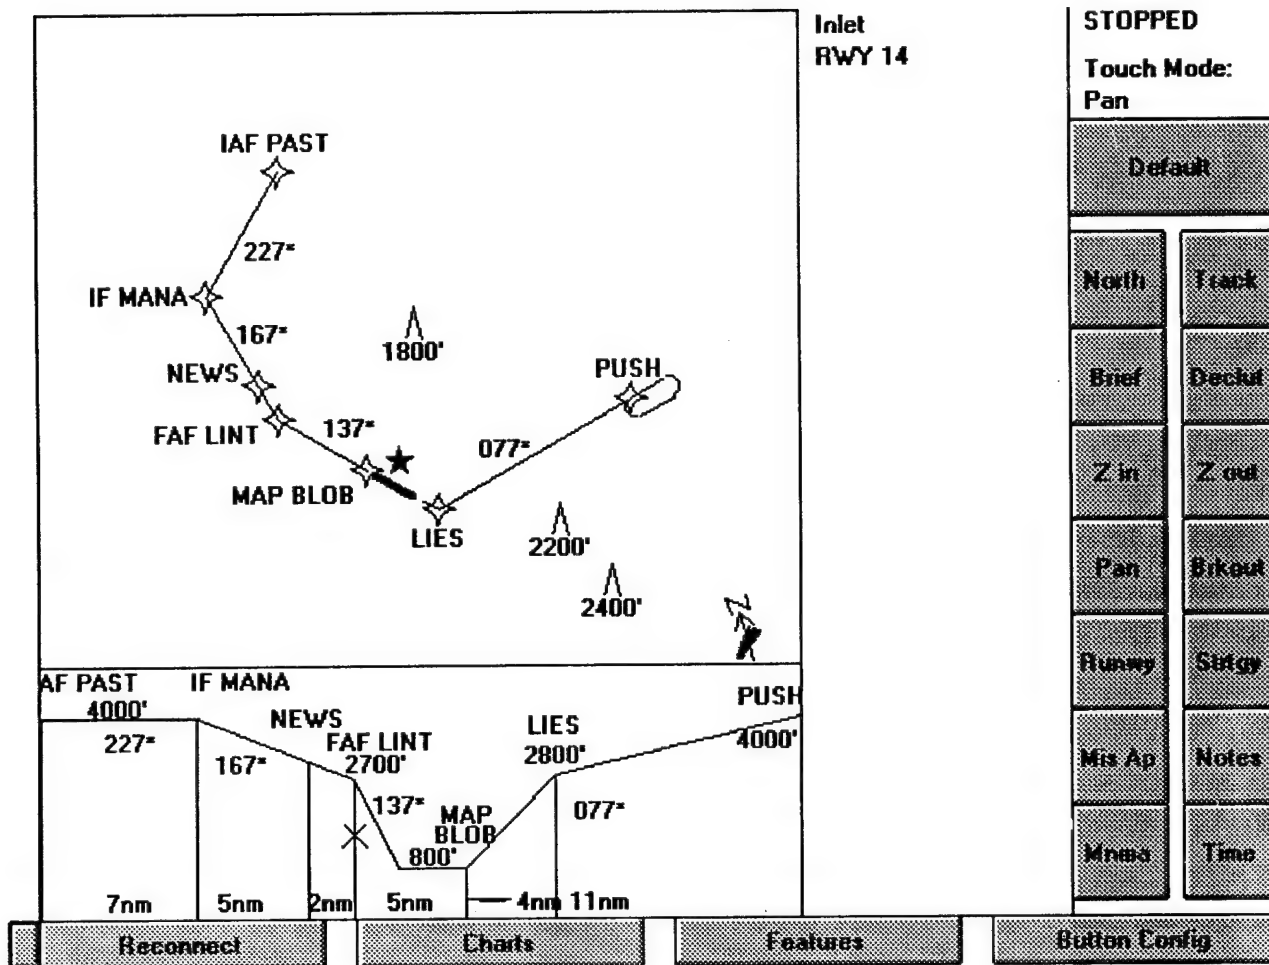 Inlet
RWY 14
STOPPED
Touch Mode:
Pan
IAF PAST
227°
IF MANA
167°
NEWS
FAF LINT
137°
MAP BLOB
1800'
PUSH
077°
LIES
2200'
2400'
N
AF PAST
4000'
227°
IF MANA
167°
NEWS
FAF LINT
2700'
137°
MAP
BLOB
800'
LIES
2800'
077°
PUSH
4000'
7nm 5nm 2nm 5nm 4nm 11nm
Default
North Track
Brief Declut
Z in Z out
Pan Brkout
Runwy Strtgy
Mis Ap Notes
Mnma Time
Reconnect Charts Features Button Config